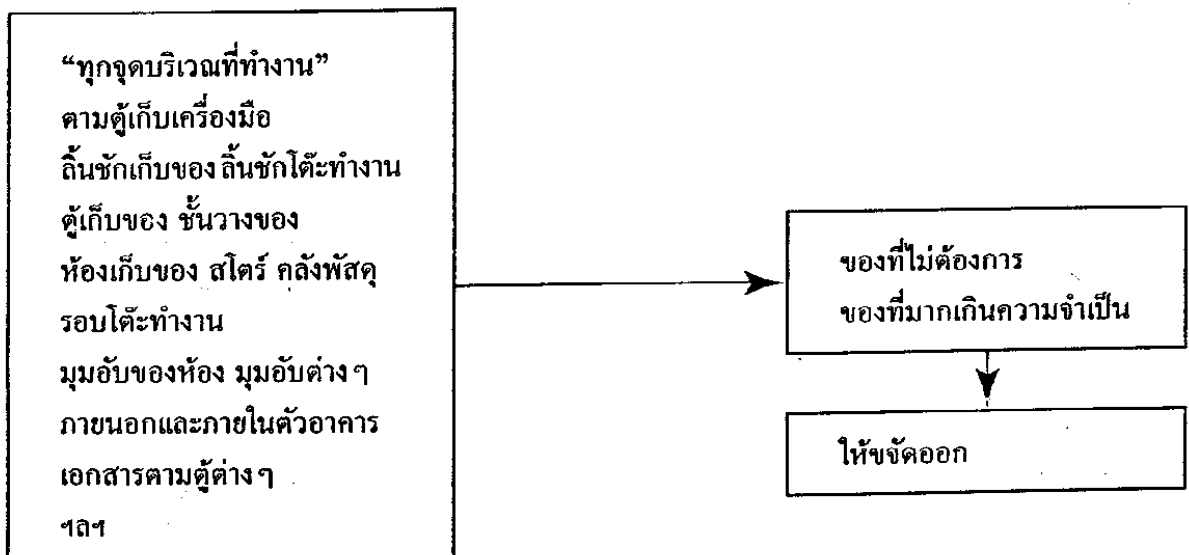 “ทุกจุดบริเวณที่ทำงาน”
ตามตู้เก็บเครื่องมือ
ลิ้นชักเก็บของ ลิ้นชักโต๊ะทำงาน
ตู้เก็บของ ชั้นวางของ
ห้องเก็บของ สโตร์ คลังพัสดุ
รอบโต๊ะทำงาน
มุมอับของห้อง มุมอับต่างๆ
ภายนอกและภายในตัวอาคาร
เอกสารตามตู้ต่างๆ
ฯลฯ
ของที่ไม่ต้องการ
ของที่มากเกินความจำเป็น
ให้ขจัดออก